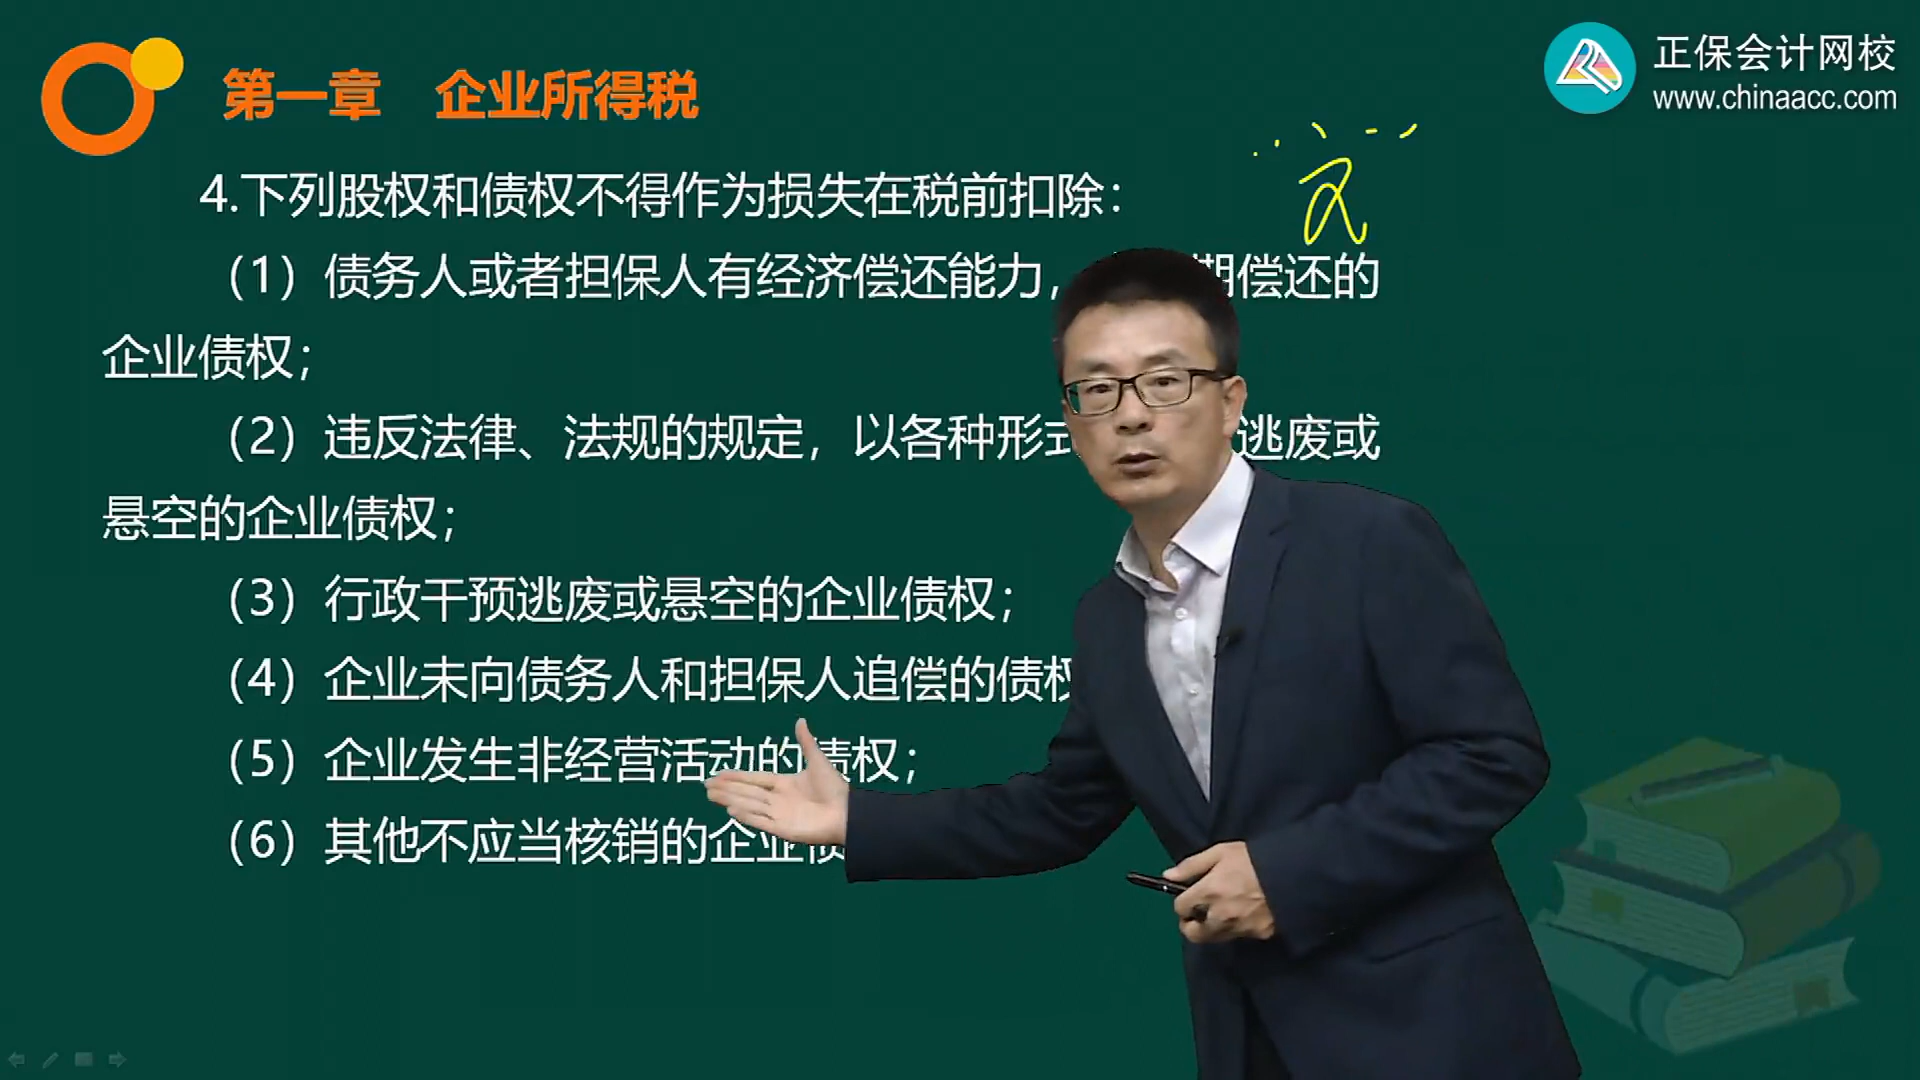 第一章 企业所得税
正保会计网校
www.chinaacc.com
4.下列股权和债权不得作为损失在税前扣除：
（1）债务人或者担保人有经济偿还能力， 期偿还的
企业债权；
（2）违反法律、法规的规定，以各种形式 逃废或
悬空的企业债权；
（3）行政干预逃废或悬空的企业债权；
（4）企业未向债务人和担保人追偿的债权
（5）企业发生非经营活动的债权；
（6）其他不应当核销的企业债